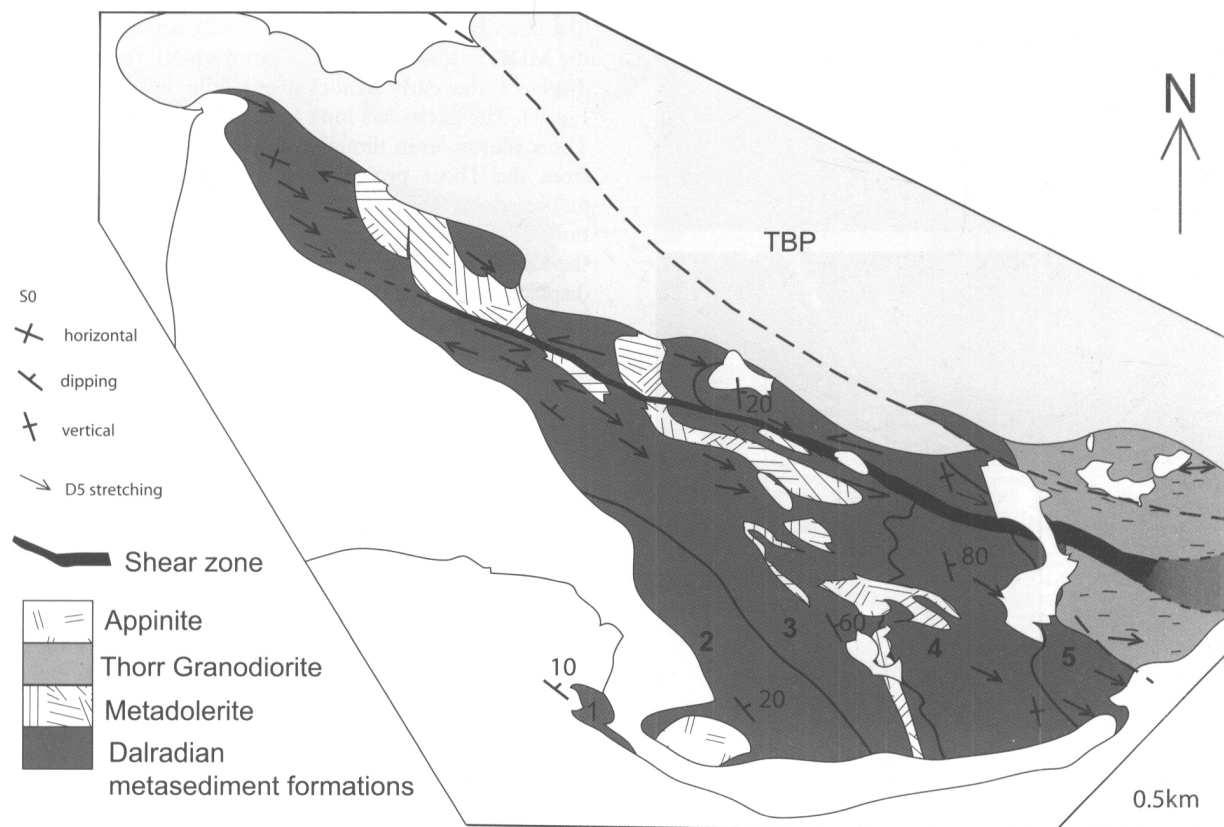 N
TBP
S0
horizontal
dipping
vertical
D5 stretching
Shear zone
Appinite
Thorr Granodiorite
Metadolerite
Dalradian
metasediment formations
20
80
60
2
3
4
5
10
1
20
0.5km